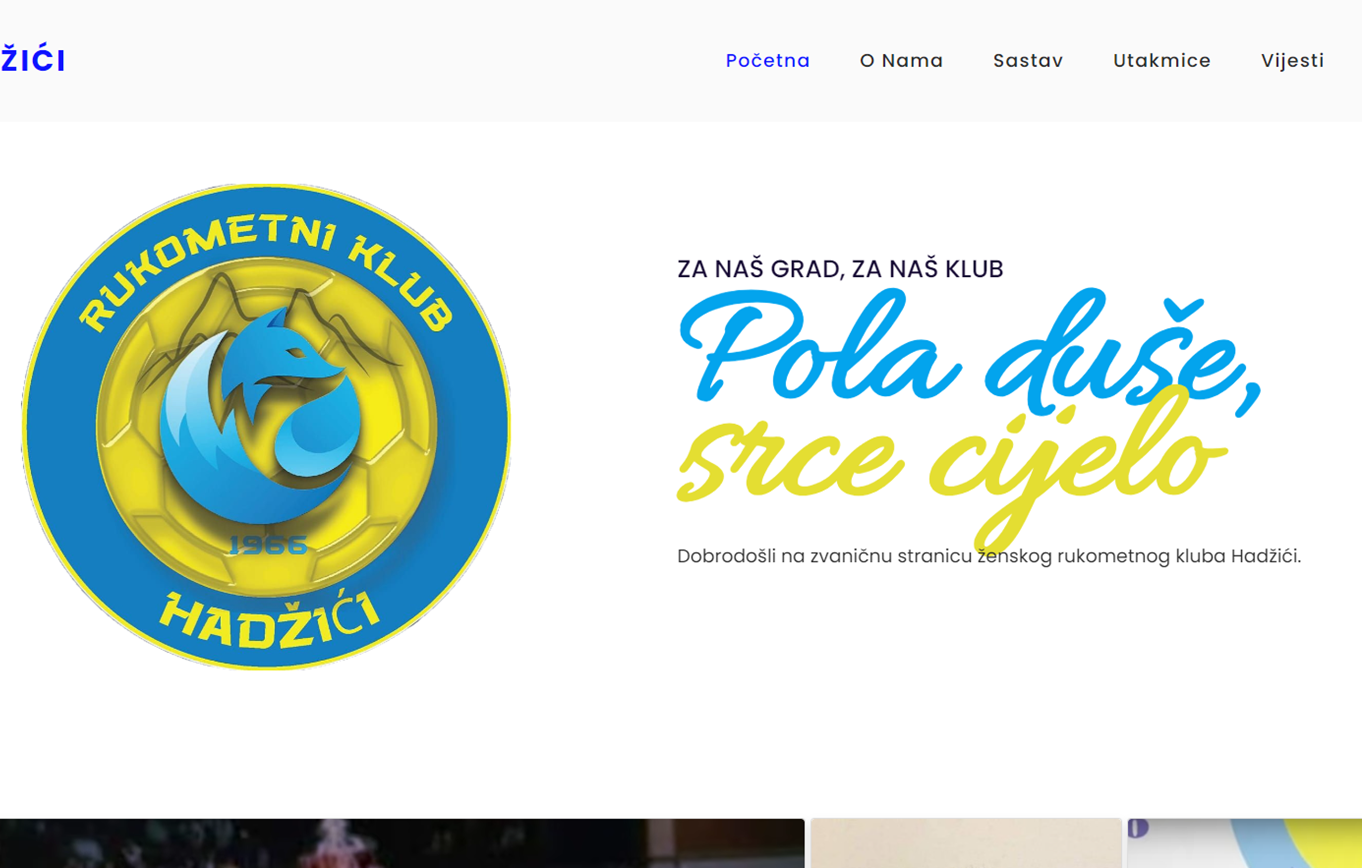 ŽIĆI
Početna O Nama Sastav Utakmice Vijesti
RUKOMETNI KLUB
1966
HADŽIĆI
ZA NAŠ GRAD, ZA NAŠ KLUB
Pola duše,
srce cijelo
Dobrodošli na zvaničnu stranicu ženskog rukometnog kluba Hadžići.